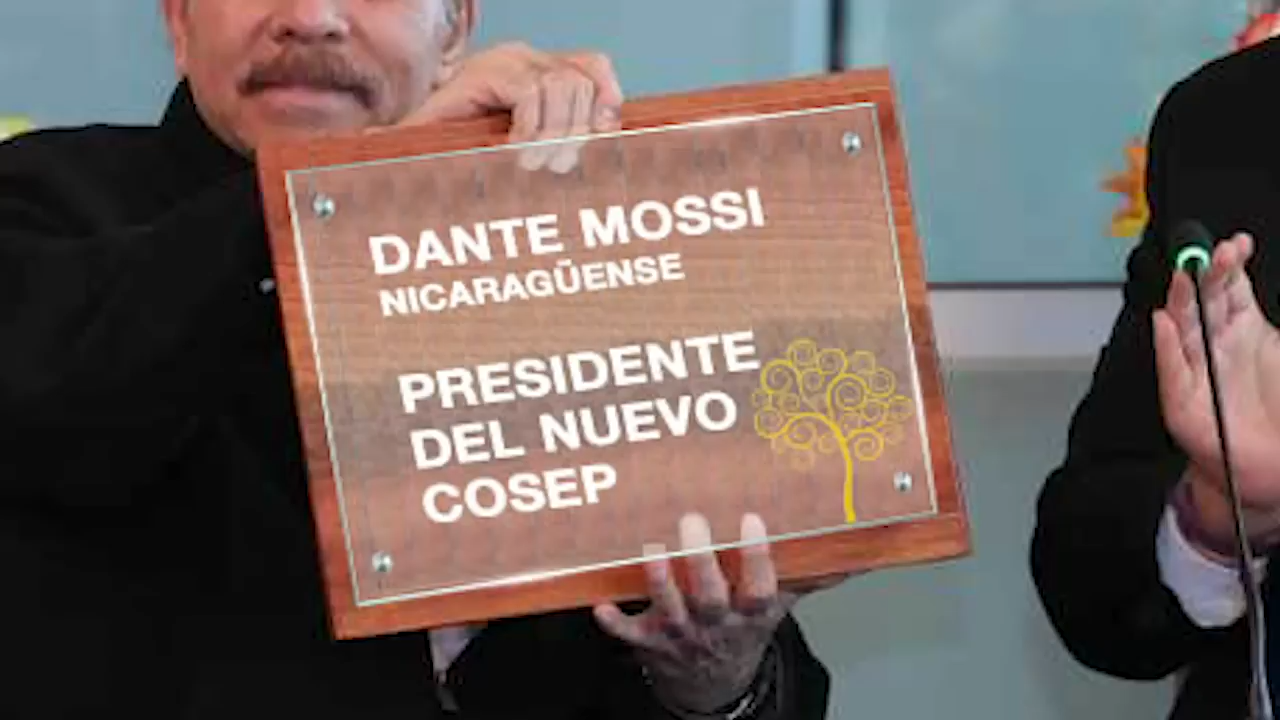 DANTE MOSSI
NICARAGÜENSE
PRESIDENTE
DEL NUEVO
COSEP